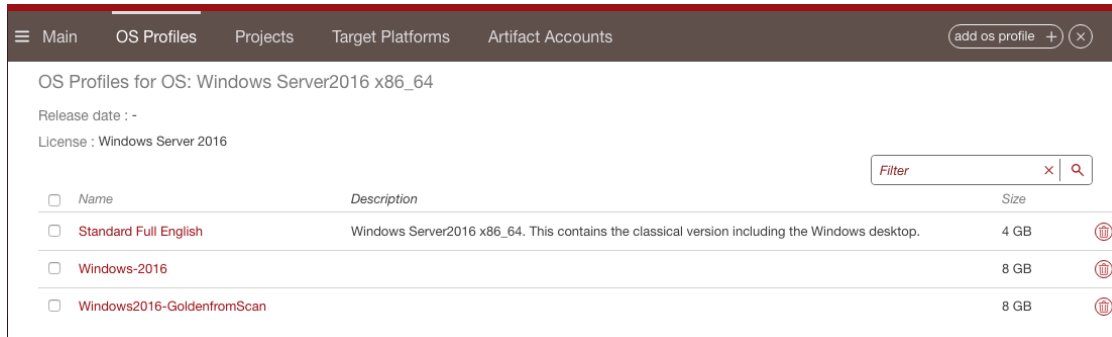 Main OS Profiles Projects Target Platforms Artifact Accounts add os profile +
OS Profiles for OS: Windows Server2016 x86_64
Release date : -
License : Windows Server 2016
Filter
Name Description Size
Standard Full English Windows Server2016 x86_64. This contains the classical version including the Windows desktop. 4 GB
Windows-2016 8 GB
Windows2016-GoldenfromScan 8 GB